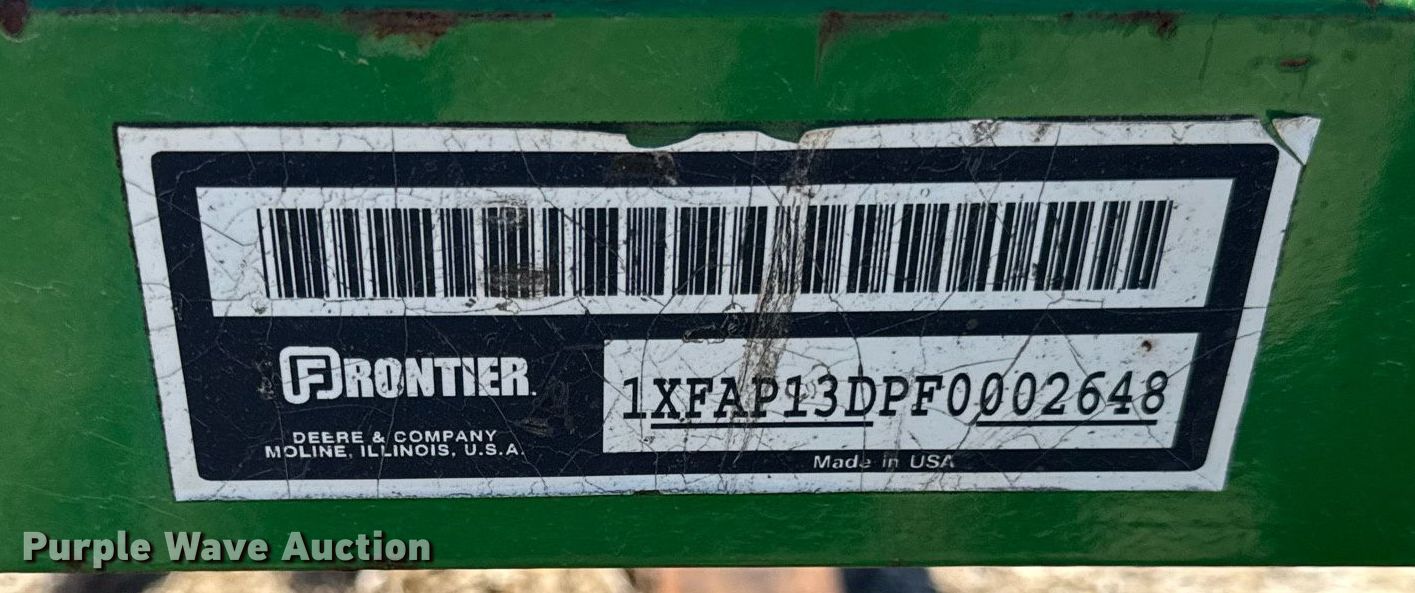 FRONTIER.
DEERE & COMPANY
MOLINE, ILLINOIS, U.S.A.
1XFAP13DPF0002648
Made in USA
Purple Wave Auction